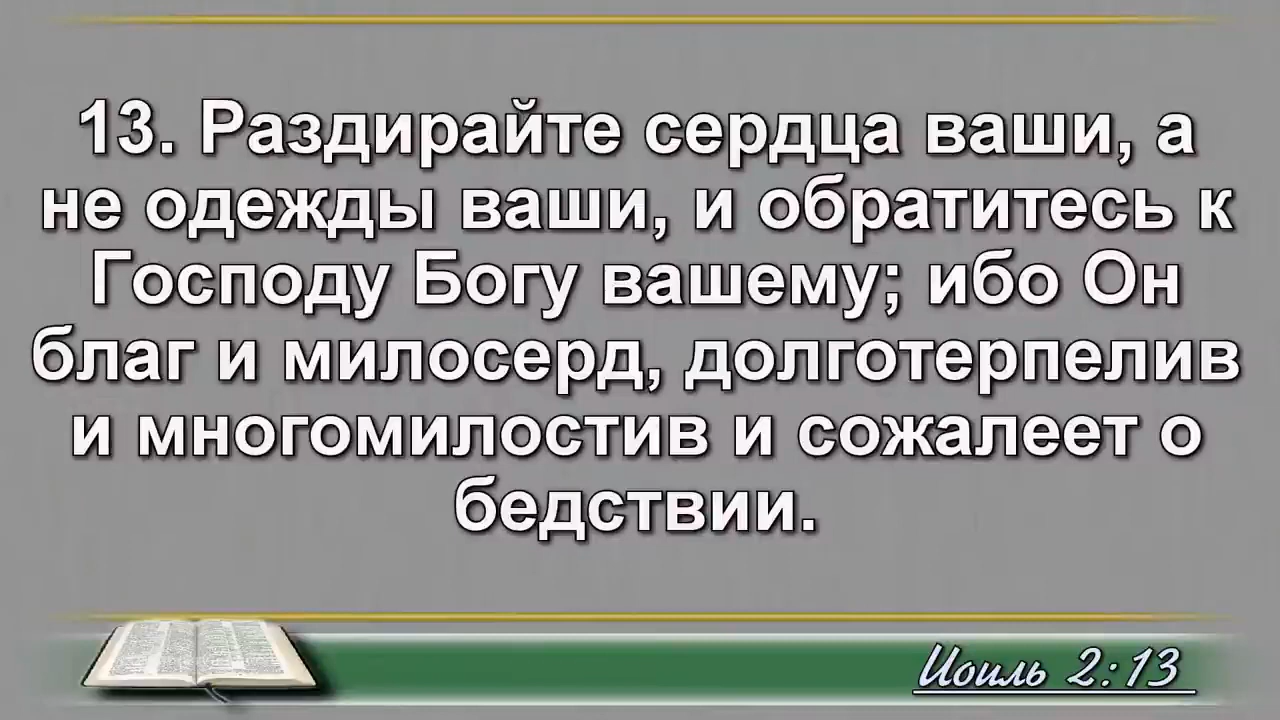 13. Раздирайте сердца ваши, а
не одежды ваши, и обратитесь к
Господу Богу вашему; ибо Он
благ и милосерд, долготерпелив
и многомилостив и сожалеет о
бедствии.
Иоиль 2:13